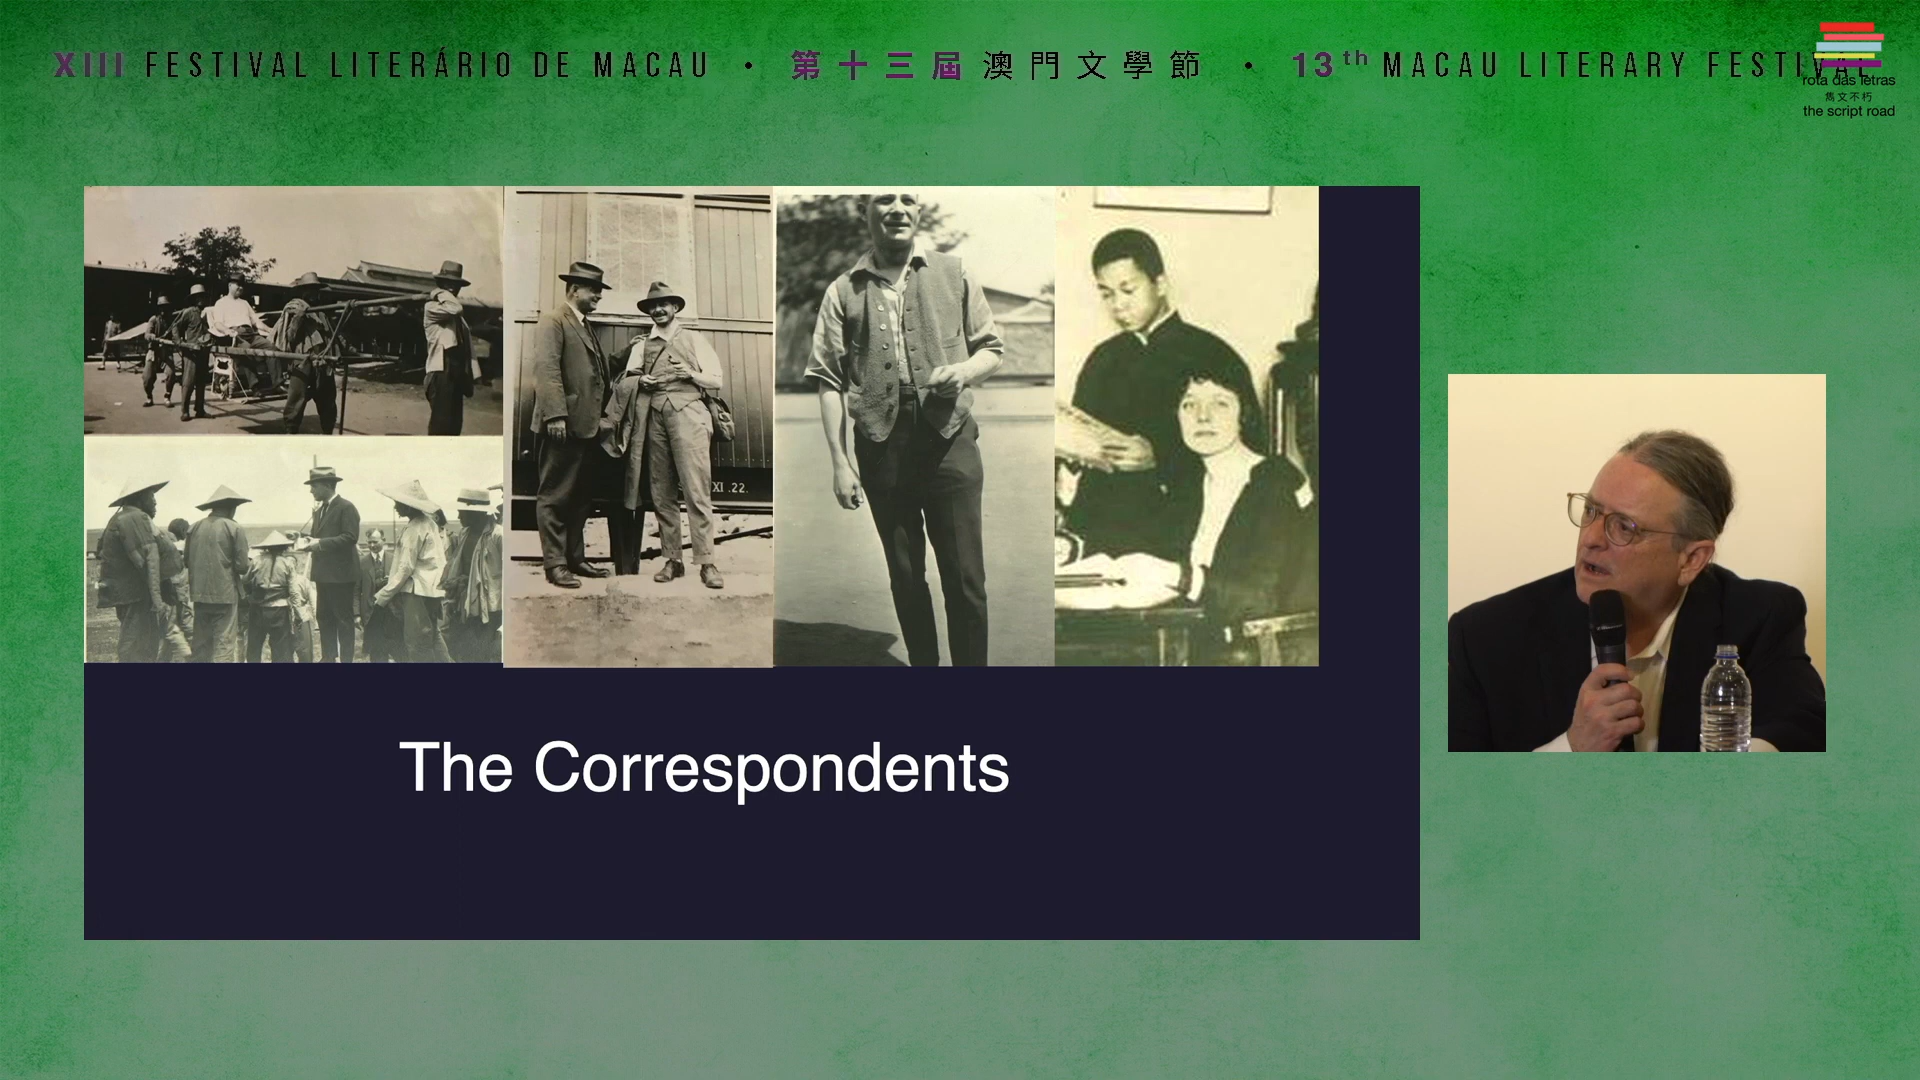 XIII FESTIVAL LITERÁRIO DE MACAU • 第十三屆澳門文學節 • 13th MACAU LITERARY FESTIVAL
rota das letras
雋文不朽
the script road
XI .22.
The Correspondents